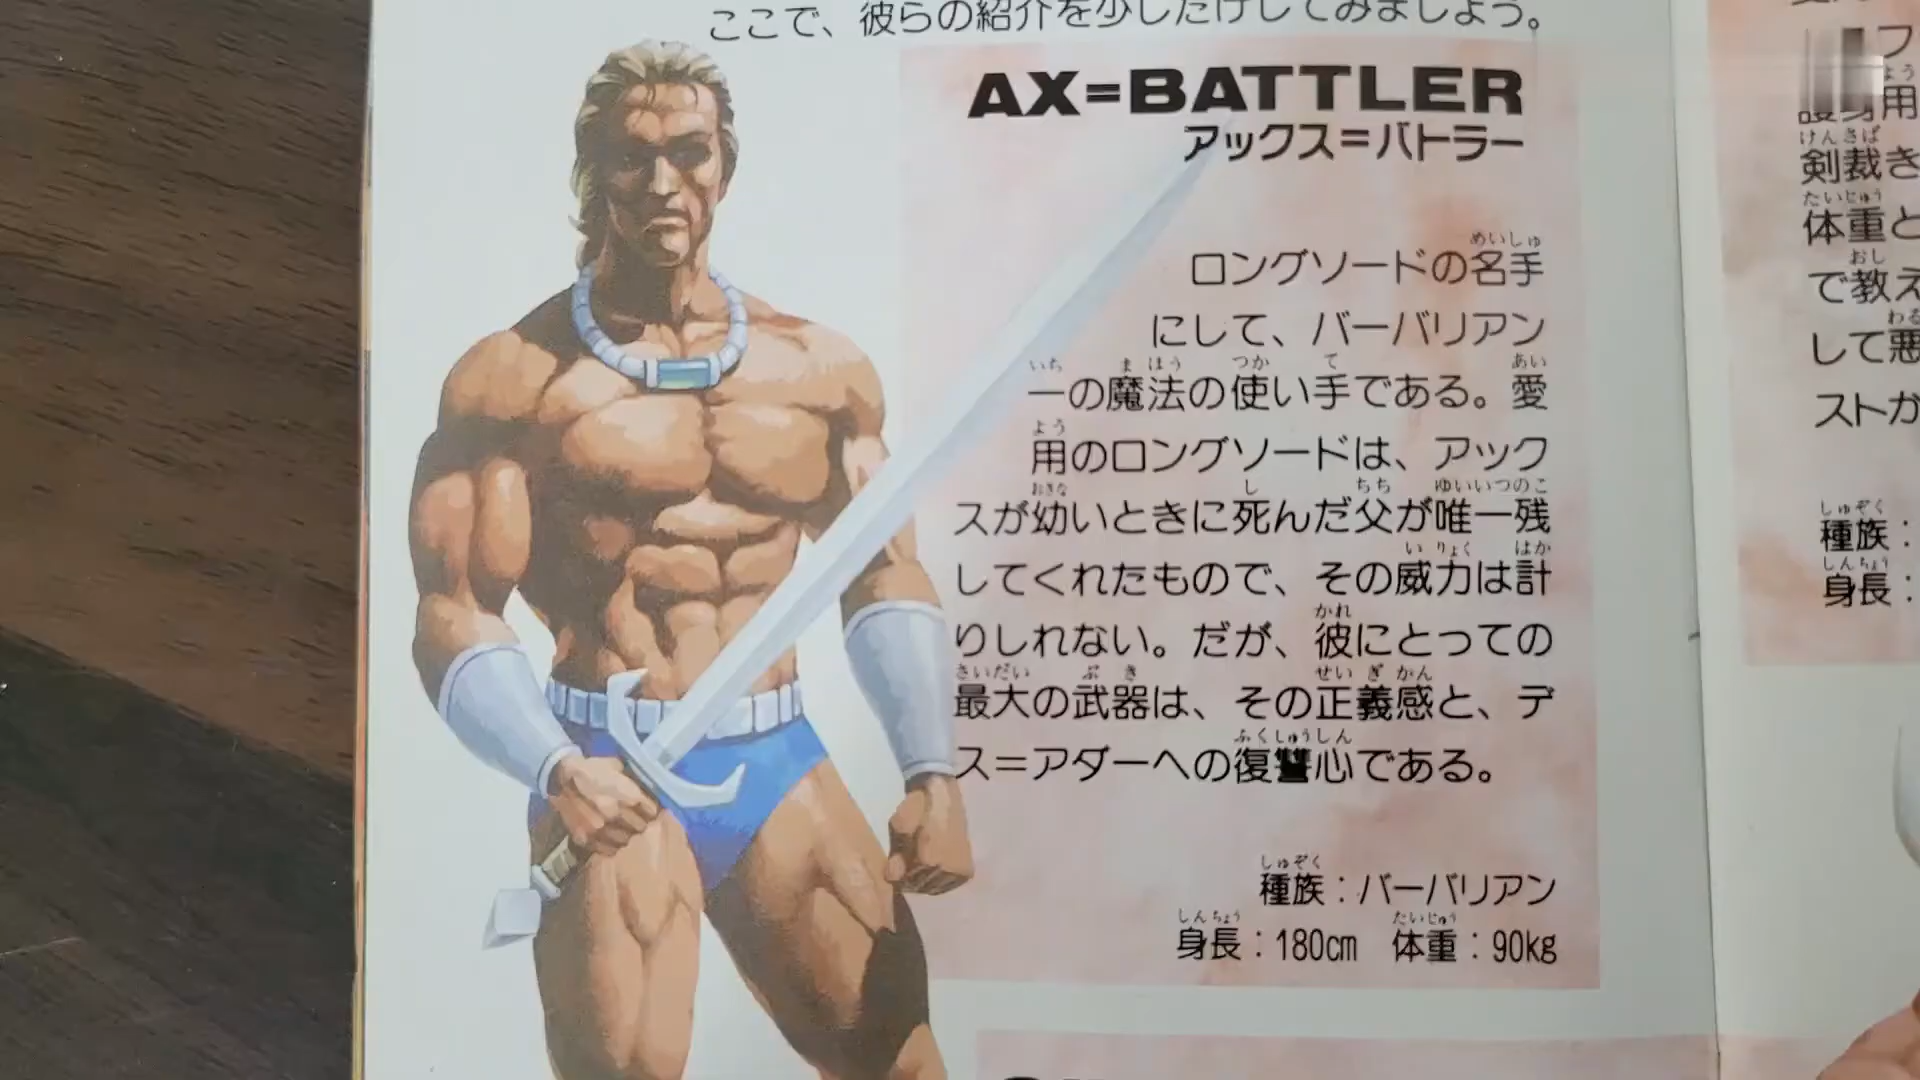 ここで、彼らの紹介を少しだけしてみましょう。
AX=BATTLER
アックス=バトラー
めいしゅ
ロングソードの名手
にして、バーバリアン
いち まほう つか て あい
一の魔法の使い手である。愛
よう
用のロングソードは、アック
おさな し ちち ゆいいつのこ
スが幼いときに死んだ父が唯一残
いりょく はか
してくれたもので、その威力は計
かれ
りしれない。だが、彼にとっての
さいだい ぶき せいぎかん
最大の武器は、その正義感と、デ
ふくしゅうしん
ス=アダーへの復讐心である。
しゅぞく
種族:バーバリアン
しんちょう たいじゅう
身長:180cm 体重:90kg
フ
よう
護身用
けんさば
剣裁き
たいじゅう
体重と
おし
で教え
わる
して悪
ストが
しゅぞく
種族:
しんちょう
身長: